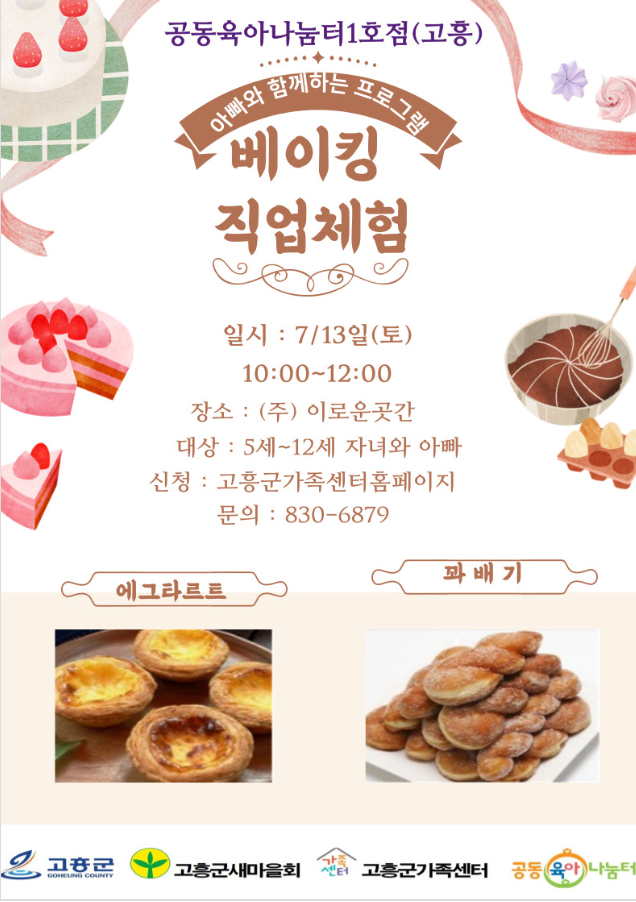 공동육아나눔터1호점(고흥)
아빠와 함께하는 프로그램
베이킹
직업체험
일시 : 7/13일(토)
10:00~12:00
장소 : (주) 이로운곳간
대상 : 5세~12세 자녀와 아빠
신청 : 고흥군가족센터홈페이지
문의 : 830-6879
에그타르트
꽈 배 기
고흥군
GOHEUNG COUNTY
고흥군새마을회
가족센터
고흥군가족센터
공동육아나눔터